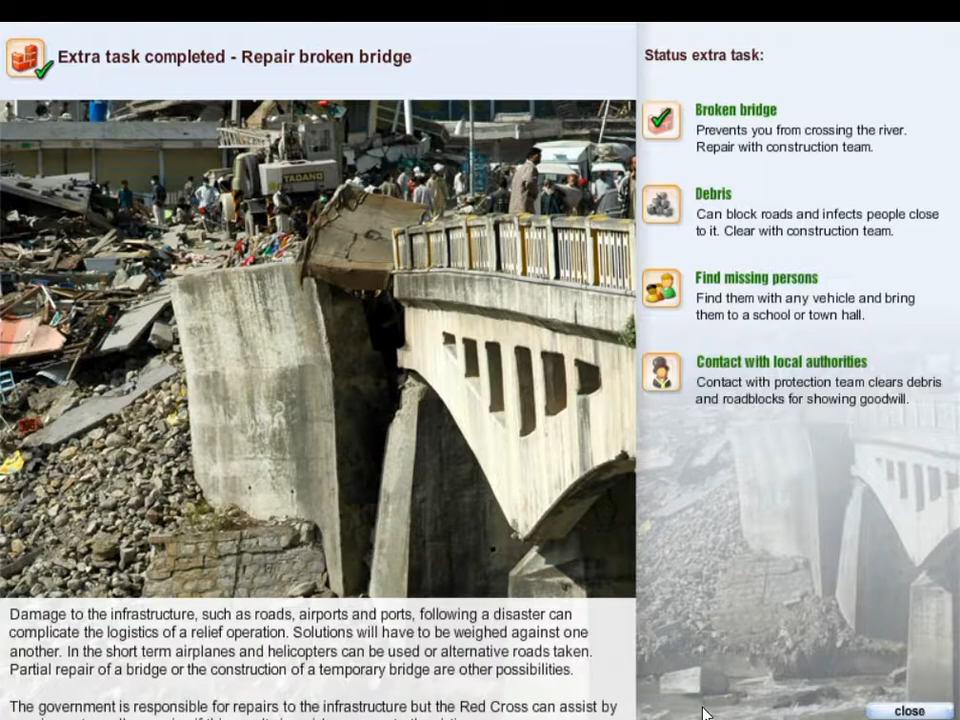 Extra task completed - Repair broken bridge
Status extra task:
TADANO
Broken bridge
Prevents you from crossing the river.
Repair with construction team.
Debris
Can block roads and infects people close
to it. Clear with construction team.
Find missing persons
Find them with any vehicle and bring
them to a school or town hall.
Contact with local authorities
Contact with protection team clears debris
and roadblocks for showing goodwill.
Damage to the infrastructure, such as roads, airports and ports, following a disaster can
complicate the logistics of a relief operation. Solutions will have to be weighed against one
another. In the short term airplanes and helicopters can be used or alternative roads taken.
Partial repair of a bridge or the construction of a temporary bridge are other possibilities.
The government is responsible for repairs to the infrastructure but the Red Cross can assist by
close